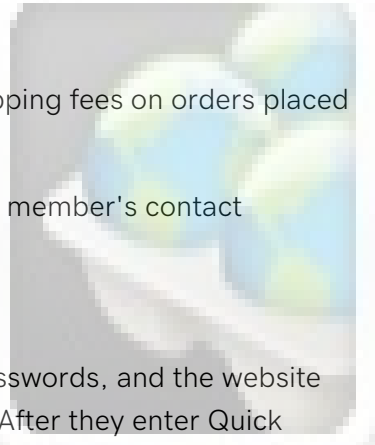 pping fees on orders placed
member's contact
sswords, and the website
After they enter Quick